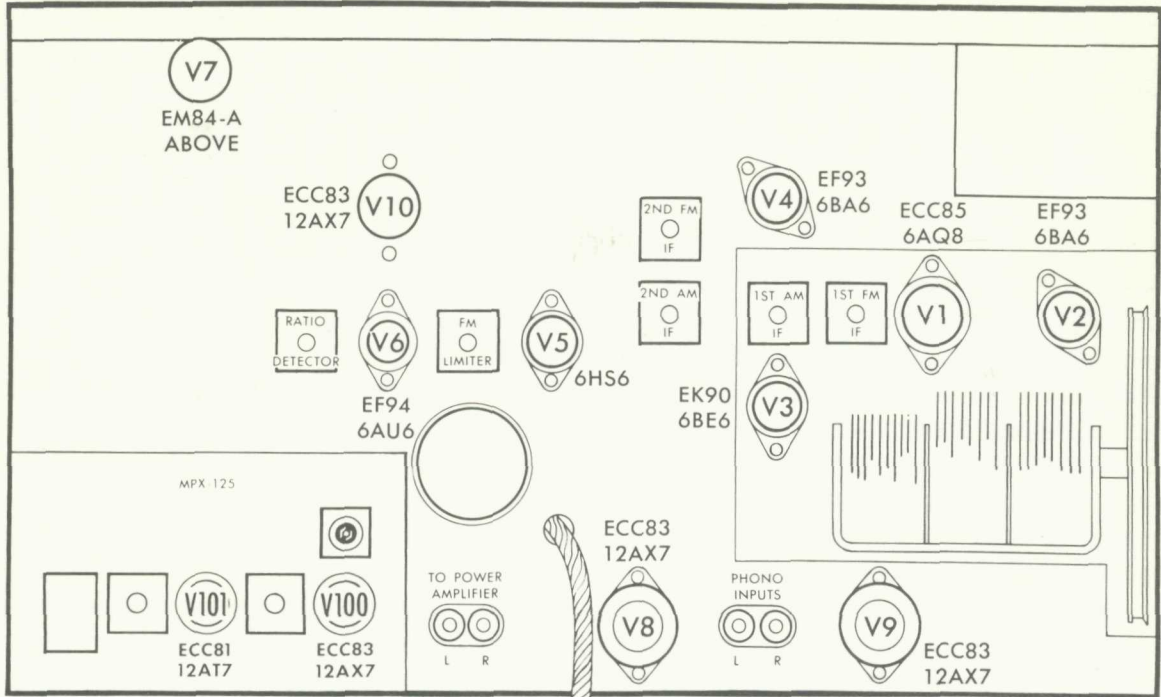 V7
EM84-A
ABOVE
ECC83
12AX7
V10
V4
EF93
6BA6
2ND FM
IF
ECC85
6AQ8
EF93
6BA6
2ND AM
IF
1ST AM
IF
1ST FM
IF
V1
V2
RATIO
DETECTOR
V6
FM
LIMITER
V5
6HS6
EF94
6AU6
EK90
6BE6
V3
MPX 125
V101
ECC81
12AT7
V100
ECC83
12AX7
TO POWER
AMPLIFIER
L R
ECC83
12AX7
V8
PHONO
INPUTS
L R
V9
ECC83
12AX7